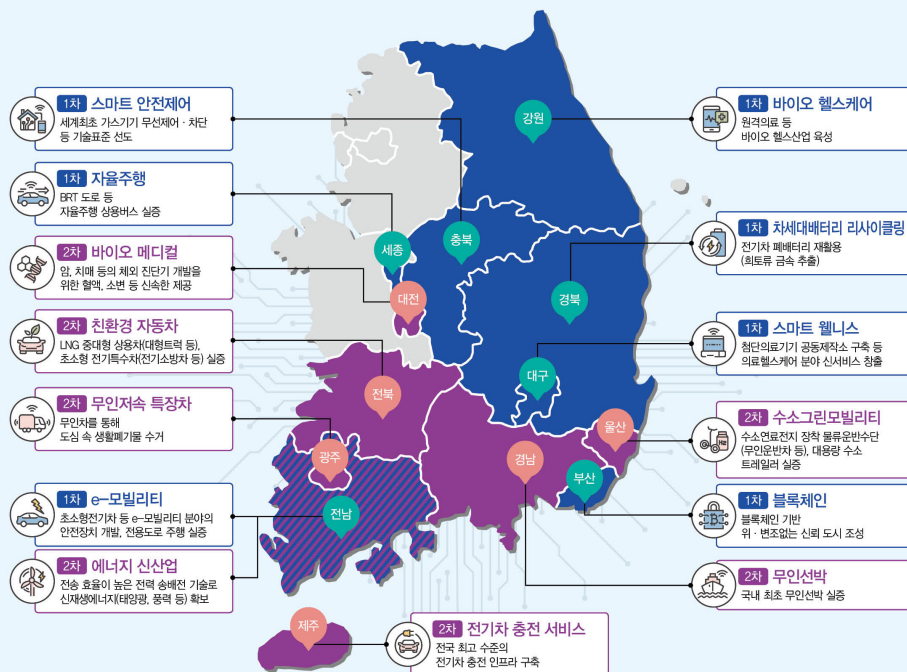 1차 스마트 안전제어
세계최초 가스기기 무선제어 · 차단
등 기술표준 선도
1차 자율주행
BRT 도로 등
자율주행 상용버스 실증
2차 바이오 메디컬
암, 치매 등의 체외 진단기 개발을
위한 혈액, 소변 등 신속한 제공
2차 친환경 자동차
LNG 중대형 상용차(대형트럭 등),
초소형 전기특수차(전기소방차 등) 실증
2차 무인저속 특장차
무인차를 통해
도심 속 생활폐기물 수거
1차 e-모빌리티
초소형전기차 등 e-모빌리티 분야의
안전장치 개발, 전용도로 주행 실증
2차 에너지 신산업
전송 효율이 높은 전력 송배전 기술로
신재생에너지(태양광, 풍력 등) 확보
강원
세종
충북
대전
경북
대구
전북
울산
광주
경남
부산
전남
제주
1차 바이오 헬스케어
원격의료 등
바이오 헬스산업 육성
1차 차세대배터리 리사이클링
전기차 폐배터리 재활용
(희토류 금속 추출)
1차 스마트 웰니스
첨단의료기기 공동제작소 구축 등
의료헬스케어 분야 신서비스 창출
2차 수소그린모빌리티
수소연료전지 장착 물류운반수단
(무인운반차 등), 대용량 수소
트레일러 실증
H2
1차 블록체인
블록체인 기반
위 · 변조없는 신뢰 도시 조성
2차 무인선박
국내 최초 무인선박 실증
2차 전기차 충전 서비스
전국 최고 수준의
전기차 충전 인프라 구축